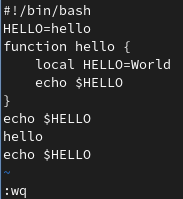 #!/bin/bash
HELLO=hello
function hello {
    local HELLO=World
    echo $HELLO
}
echo $HELLO
hello
echo $HELLO
~
:wq